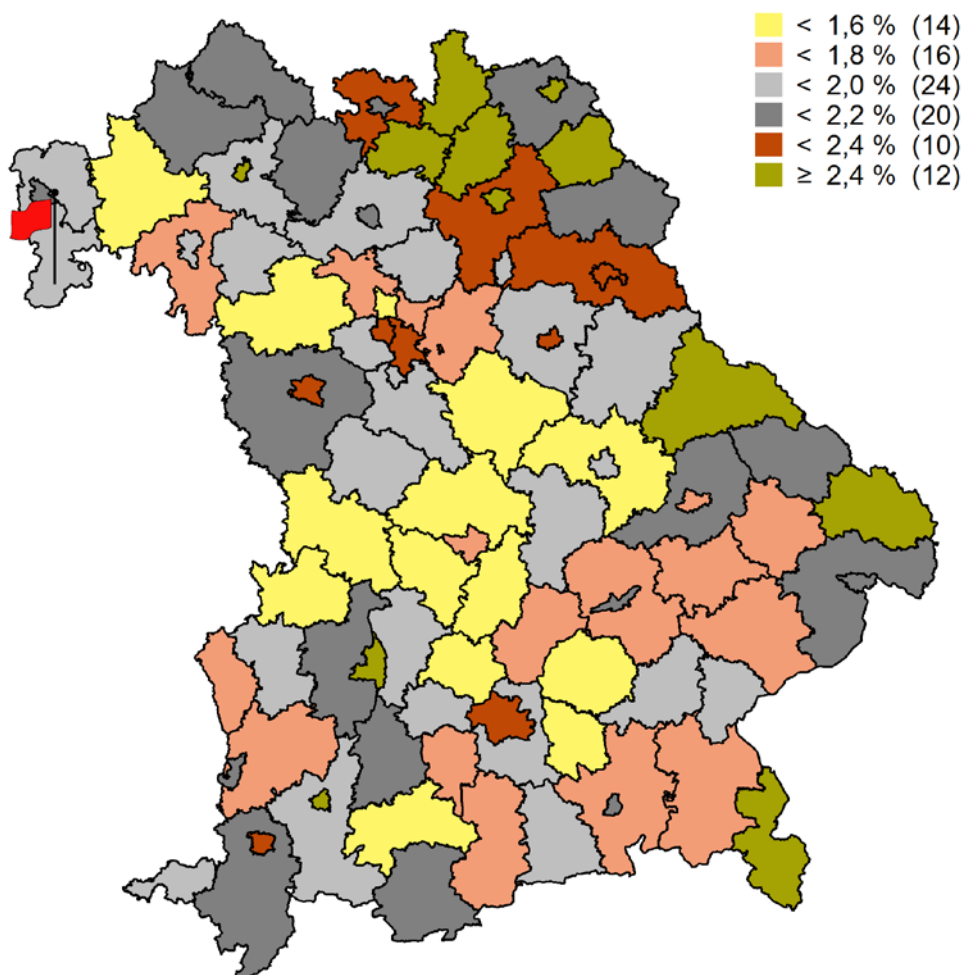 < 1,6 % (14)
< 1,8 % (16)
< 2,0 % (24)
< 2,2 % (20)
< 2,4 % (10)
≥ 2,4 % (12)